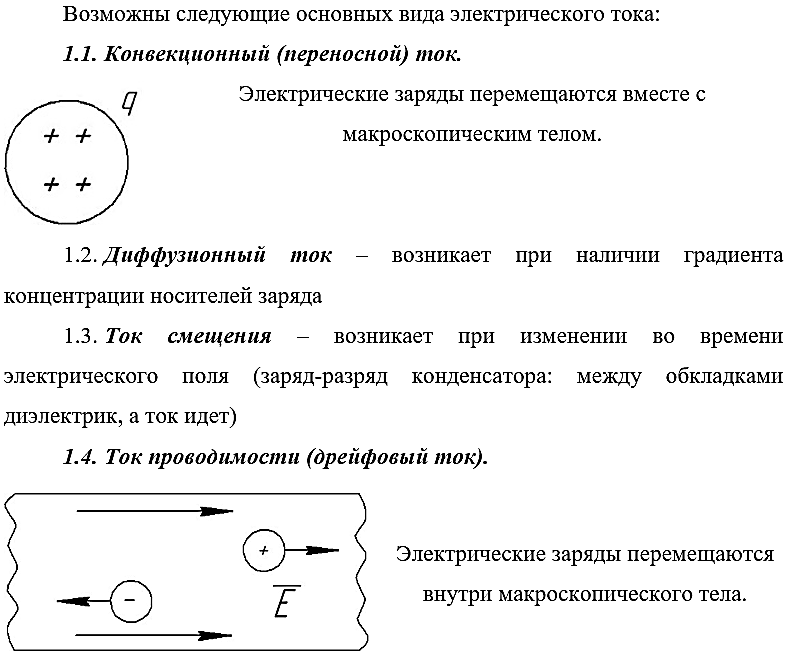 Возможны следующие основных вида электрического тока:
1.1. Конвекционный (переносной) ток.
q
Электрические заряды перемещаются вместе с
макроскопическим телом.
+ +
+ +
1.2. Диффузионный ток – возникает при наличии градиента
концентрации носителей заряда
1.3. Ток смещения – возникает при изменении во времени
электрического поля (заряд-разряд конденсатора: между обкладками
диэлектрик, а ток идет)
1.4. Ток проводимости (дрейфовый ток).
+
Электрические заряды перемещаются
внутри макроскопического тела.
-
E